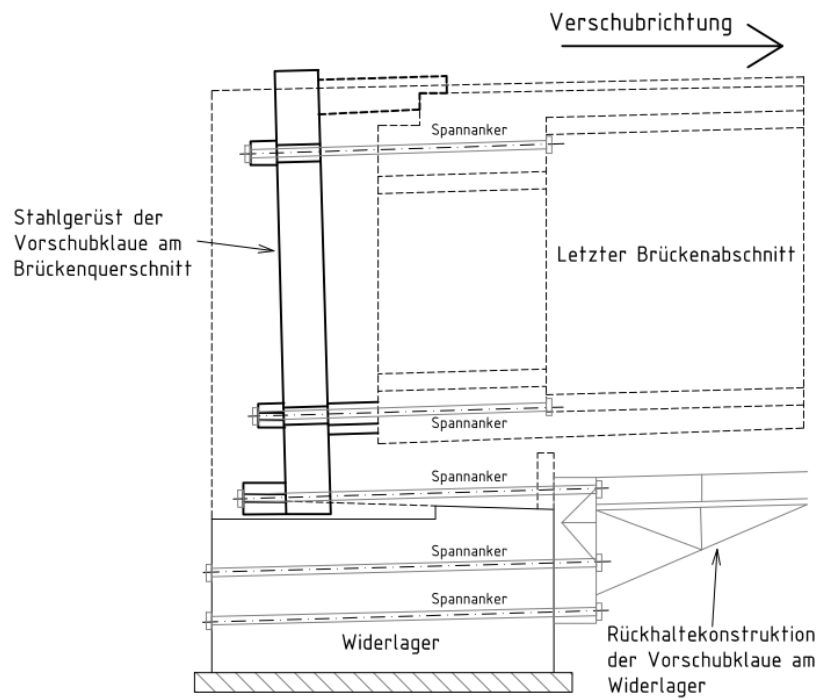 Verschubrichtung
Spannanker
Stahlgerüst der
Vorschubklaue am
Brückenquerschnitt
Letzter Brückenabschnitt
Spannanker
Spannanker
Spannanker
Spannanker
Widerlager
Rückhaltekonstruktion
der Vorschubklaue am
Widerlager